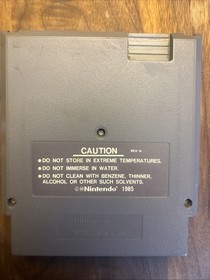 CAUTION
• DO NOT STORE IN EXTREME TEMPERATURES.
• DO NOT IMMERSE IN WATER.
• DO NOT CLEAN WITH BENZENE, THINNER,
ALCOHOL OR OTHER SUCH SOLVENTS.
©®Nintendo 1985